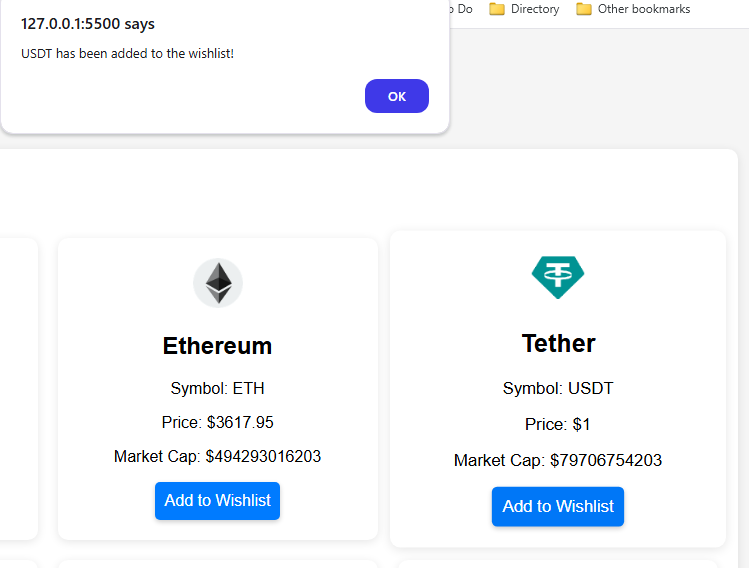 127.0.0.1:5500 says
USDT has been added to the wishlist!
OK
Do
Directory
Other bookmarks
Ethereum
Symbol: ETH
Price: $3617.95
Market Cap: $494293016203
Add to Wishlist
Tether
Symbol: USDT
Price: $1
Market Cap: $79706754203
Add to Wishlist